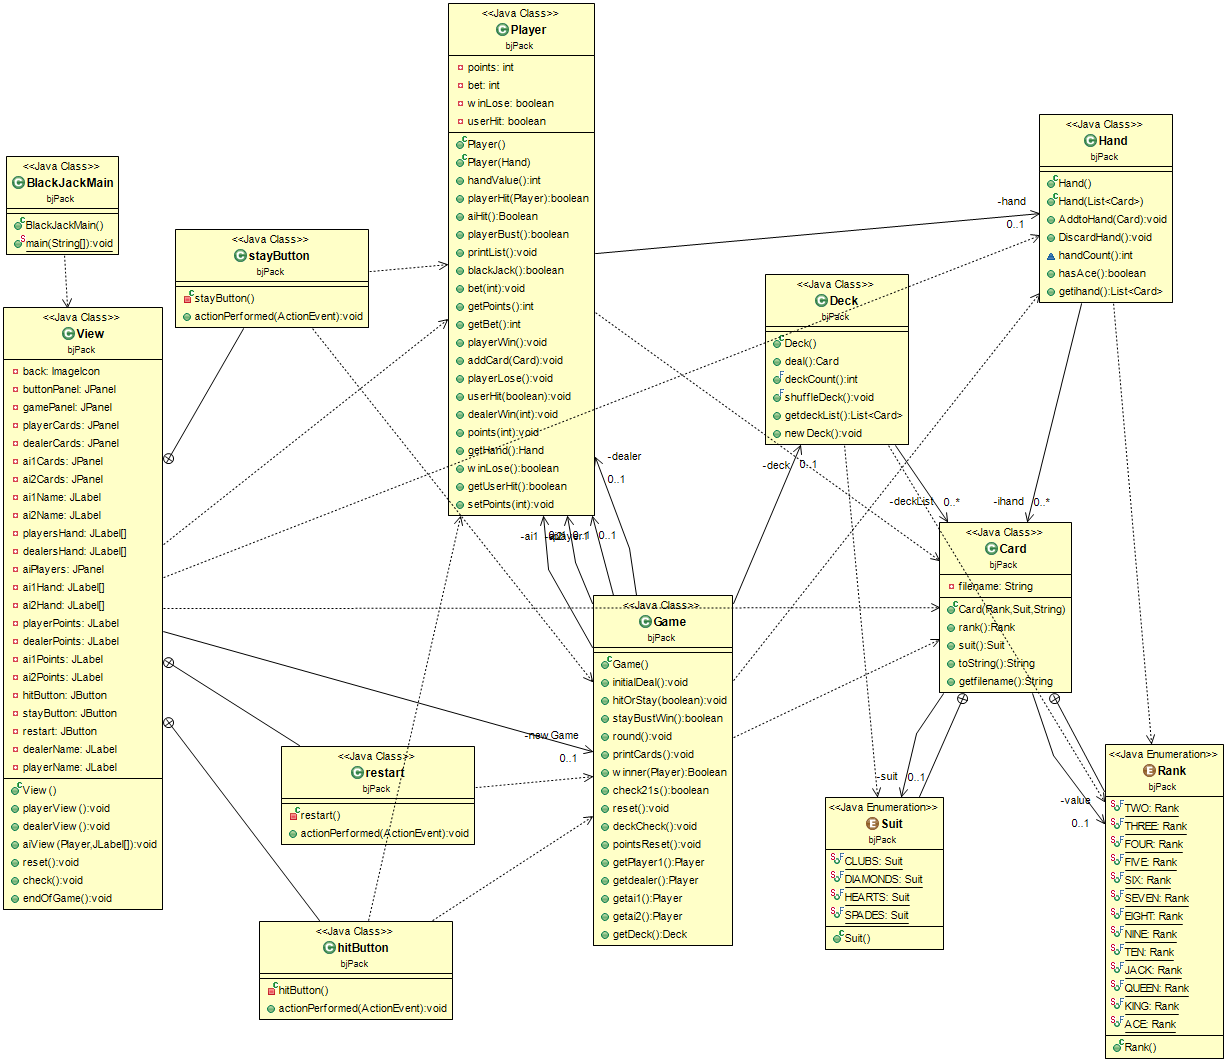 <<Java Class>>
Player
bjPack
points: int
bet: int
winLose: boolean
userHit: boolean
Player()
Player(Hand)
handValue():int
playerHit(Player):boolean
aiHit():Boolean
playerBust():boolean
printList():void
blackJack():boolean
bet(int):void
getPoints():int
getBet():int
playerWin():void
addCard(Card):void
playerLose():void
userHit(boolean):void
dealerWin(int):void
points(int):void
getHand():Hand
winLose():boolean
getUserHit():boolean
setPoints(int):void
<<Java Class>>
Hand
bjPack
Hand()
Hand(List<Card>)
AddtoHand(Card):void
DiscardHand():void
handCount():int
hasAce():boolean
getihand():List<Card>
<<Java Class>>
BlackJackMain
bjPack
BlackJackMain()
main(String[]):void
<<Java Class>>
stayButton
bjPack
stayButton()
actionPerformed(ActionEvent):void
-hand
0..1
<<Java Class>>
Deck
bjPack
Deck()
deal():Card
deckCount():int
shuffleDeck():void
getdeckList():List<Card>
newDeck():void
<<Java Class>>
View
bjPack
back: ImageIcon
buttonPanel: JPanel
gamePanel: JPanel
playerCards: JPanel
dealerCards: JPanel
ai1Cards: JPanel
ai2Cards: JPanel
ai1Name: JLabel
ai2Name: JLabel
playersHand: JLabel[]
dealersHand: JLabel[]
aiPlayers: JPanel
ai1Hand: JLabel[]
ai2Hand: JLabel[]
playerPoints: JLabel
dealerPoints: JLabel
ai1Points: JLabel
ai2Points: JLabel
hitButton: JButton
stayButton: JButton
restart: JButton
dealerName: JLabel
playerName: JLabel
View()
playerView():void
dealerView():void
aiView(Player,JLabel[]):void
reset():void
check():void
endOfGame():void
-dealer
0..1
-deck
0..1
-deckList
0..*
-ihand
0..*
-ai1
0..1
<<Java Class>>
Card
bjPack
filename: String
Card(Rank,Suit,String)
rank():Rank
suit():Suit
toString():String
getfilename():String
<<Java Class>>
Game
bjPack
Game()
initialDeal():void
hitOrStay(boolean):void
stayBustWin():boolean
round():void
printCards():void
winner(Player):Boolean
check21s():boolean
reset():void
deckCheck():void
pointsReset():void
getPlayer1():Player
getdealer():Player
getai1():Player
getai2():Player
getDeck():Deck
-newGame
0..1
<<Java Class>>
restart
bjPack
restart()
actionPerformed(ActionEvent):void
-suit
0..1
-value
0..1
<<Java Enumeration>>
Suit
bjPack
CLUBS: Suit
DIAMONDS: Suit
HEARTS: Suit
SPADES: Suit
Suit()
<<Java Enumeration>>
Rank
bjPack
TWO: Rank
THREE: Rank
FOUR: Rank
FIVE: Rank
SIX: Rank
SEVEN: Rank
EIGHT: Rank
NINE: Rank
TEN: Rank
JACK: Rank
QUEEN: Rank
KING: Rank
ACE: Rank
Rank()
<<Java Class>>
hitButton
bjPack
hitButton()
actionPerformed(ActionEvent):void